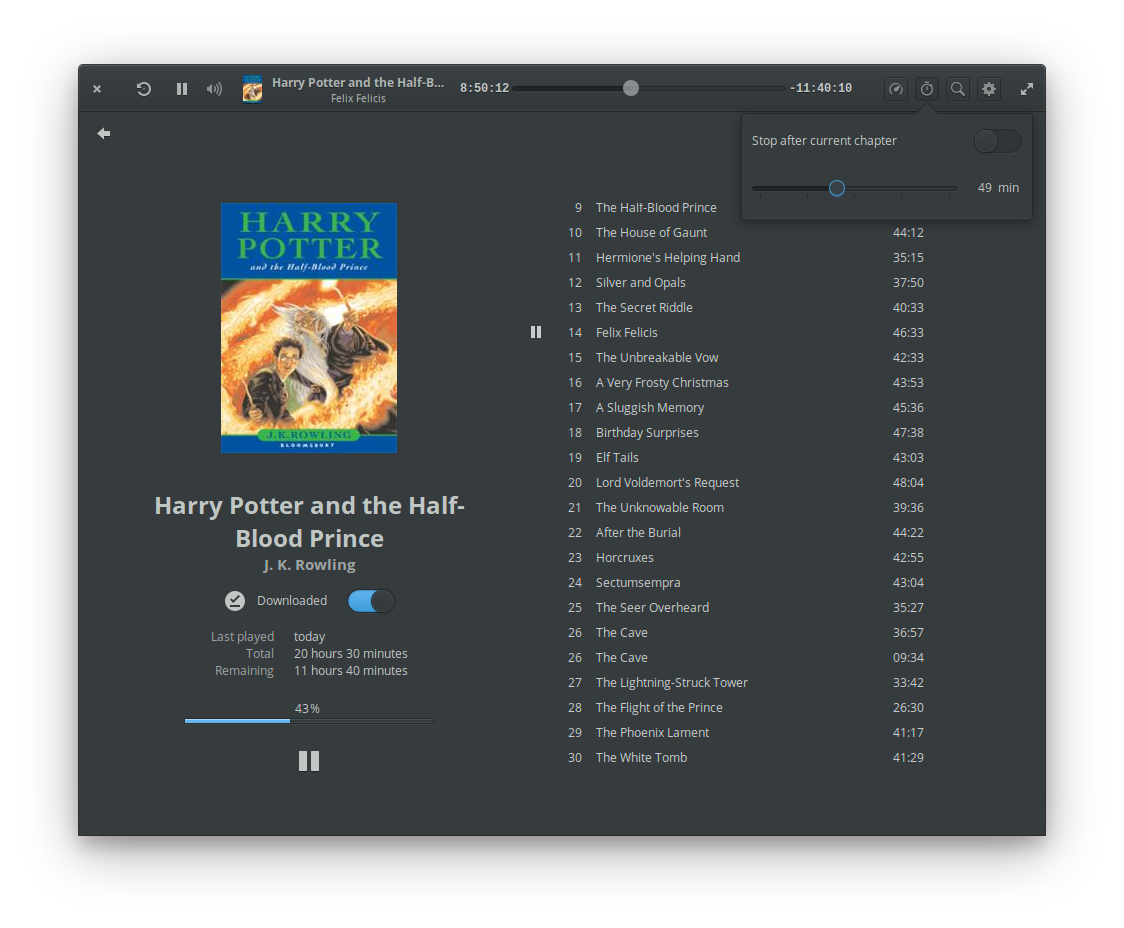 Harry Potter and the Half-B...
Felix Felicis
8:50:12
-11:40:10
Stop after current chapter
49 min
HARRY
POTTER
and the Half-Blood Prince
J.K.ROWLING
BLOOMSBURY
Harry Potter and the Half-
Blood Prince
J. K. Rowling
Downloaded
Last played today
Total 20 hours 30 minutes
Remaining 11 hours 40 minutes
43%
9 The Half-Blood Prince
10 The House of Gaunt 44:12
11 Hermione's Helping Hand 35:15
12 Silver and Opals 37:50
13 The Secret Riddle 40:33
14 Felix Felicis 46:33
15 The Unbreakable Vow 42:33
16 A Very Frosty Christmas 43:53
17 A Sluggish Memory 45:36
18 Birthday Surprises 47:38
19 Elf Tails 43:03
20 Lord Voldemort's Request 48:04
21 The Unknowable Room 39:36
22 After the Burial 44:22
23 Horcruxes 42:55
24 Sectumsempra 43:04
25 The Seer Overheard 35:27
26 The Cave 36:57
26 The Cave 09:34
27 The Lightning-Struck Tower 33:42
28 The Flight of the Prince 26:30
29 The Phoenix Lament 41:17
30 The White Tomb 41:29